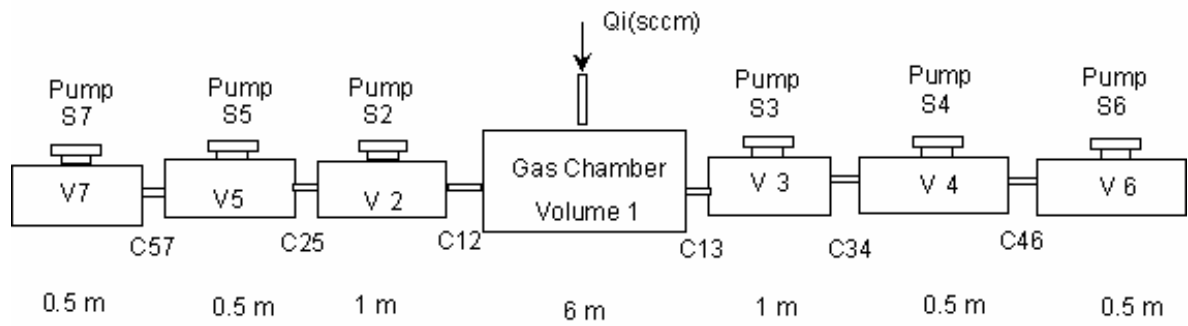 Qi(sccm)
Pump
S7
Pump
S5
Pump
S2
Pump
S3
Pump
S4
Pump
S6
V7
V5
V 2
Gas Chamber
Volume 1
V 3
V 4
V 6
C57
C25
C12
C13
C34
C46
0.5 m
0.5 m
1 m
6 m
1 m
0.5 m
0.5 m